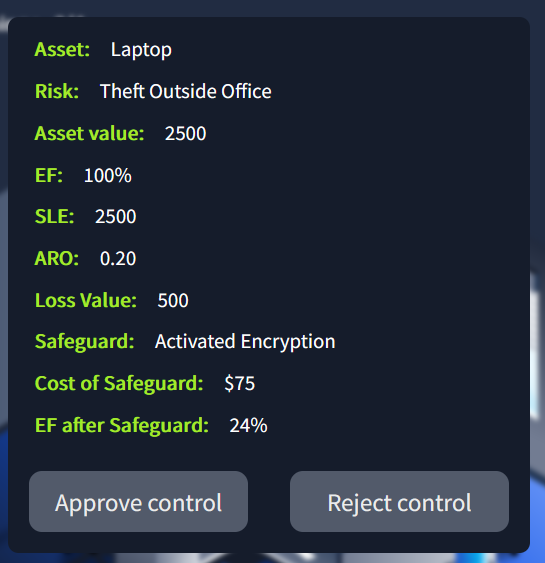 Asset: Laptop
Risk: Theft Outside Office
Asset value: 2500
EF: 100%
SLE: 2500
ARO: 0.20
Loss Value: 500
Safeguard: Activated Encryption
Cost of Safeguard: $75
EF after Safeguard: 24%
Approve control Reject control